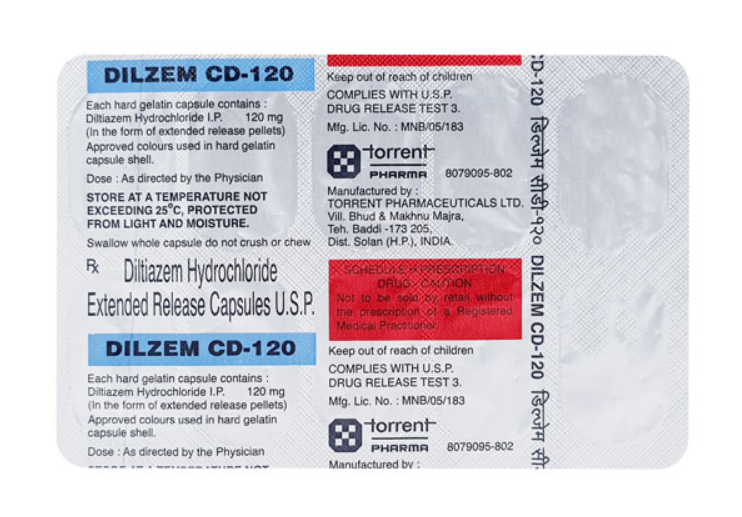 DILZEM CD-120
Each hard gelatin capsule contains :
Diltiazem Hydrochloride I.P. 120 mg
(In the form of extended release pellets)
Approved colours used in hard gelatin
capsule shell.
Dose : As directed by the Physician
STORE AT A TEMPERATURE NOT
EXCEEDING 25°C, PROTECTED
FROM LIGHT AND MOISTURE.
Swallow whole capsule do not crush or chew
Rx Diltiazem Hydrochloride
Extended Release Capsules U.S.P.
DILZEM CD-120
Each hard gelatin capsule contains :
Diltiazem Hydrochloride I.P. 120 mg
(In the form of extended release pellets)
Approved colours used in hard gelatin
capsule shell.
Dose : As directed by the Physician
STORE AT A TEMPERATURE NOT
Keep out of reach of children
COMPLIES WITH U.S.P.
DRUG RELEASE TEST 3.
Mfg. Lic. No. : MNB/05/183
torrent
PHARMA 8079095-802
Manufactured by :
TORRENT PHARMACEUTICALS LTD.
Vill. Bhud & Makhnu Majra,
Teh. Baddi -173 205,
Dist. Solan (H.P.), INDIA.
SCHEDULE H PRESCRIPTION
DRUG - CAUTION
Not to be sold by retail without
the prescription of a Registered
Medical Practitioner.
Keep out of reach of children
COMPLIES WITH U.S.P.
DRUG RELEASE TEST 3.
Mfg. Lic. No. : MNB/05/183
torrent
PHARMA 8079095-802
Manufactured by :
CD-120 डिल्जेम सीडी-१२० DILZEM CD-120 डिल्जेम सी